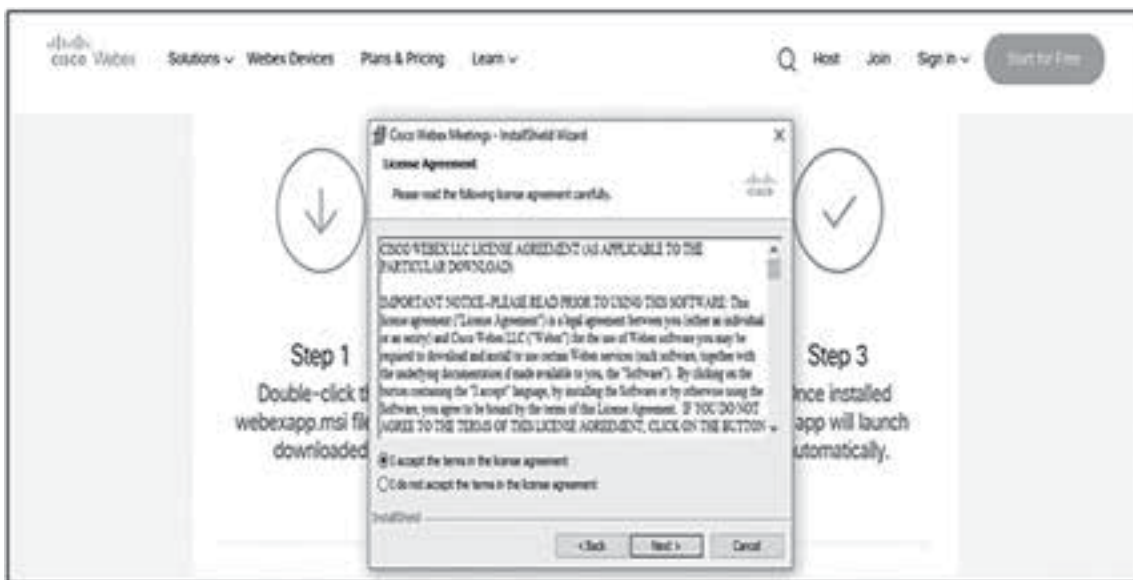 cisco Webex Solutions Webex Devices Plans & Pricing Learn Host Join Sign in Start for Free
Cisco Webex Meetings - InstallShield Wizard X
License Agreement
Please read the following license agreement carefully.
cisco
CISCO WEBEX LLC LICENSE AGREEMENT (AS APPLICABLE TO THE
PARTICULAR DOWNLOAD)
IMPORTANT NOTICE--PLEASE READ PRIOR TO USING THIS SOFTWARE: This
license agreement ("License Agreement") is a legal agreement between you (either an individual
or an entity) and Cisco Webex LLC ("Webex") for the use of Webex software you may be
required to download and install to use certain Webex services (such software, together with
the underlying documentation if made available to you, the "Software"). By clicking on the
button containing the "I accept" language, by installing the Software or by otherwise using the
Software, you agree to be bound by the terms of this License Agreement. IF YOU DO NOT
AGREE TO THE TERMS OF THIS LICENSE AGREEMENT, CLICK ON THE BUTTON
I accept the terms in the license agreement
I do not accept the terms in the license agreement
InstallShield
< Back Next > Cancel
Step 1
Double-click
webexapp.msi
downloaded
Step 3
installed
app will launch